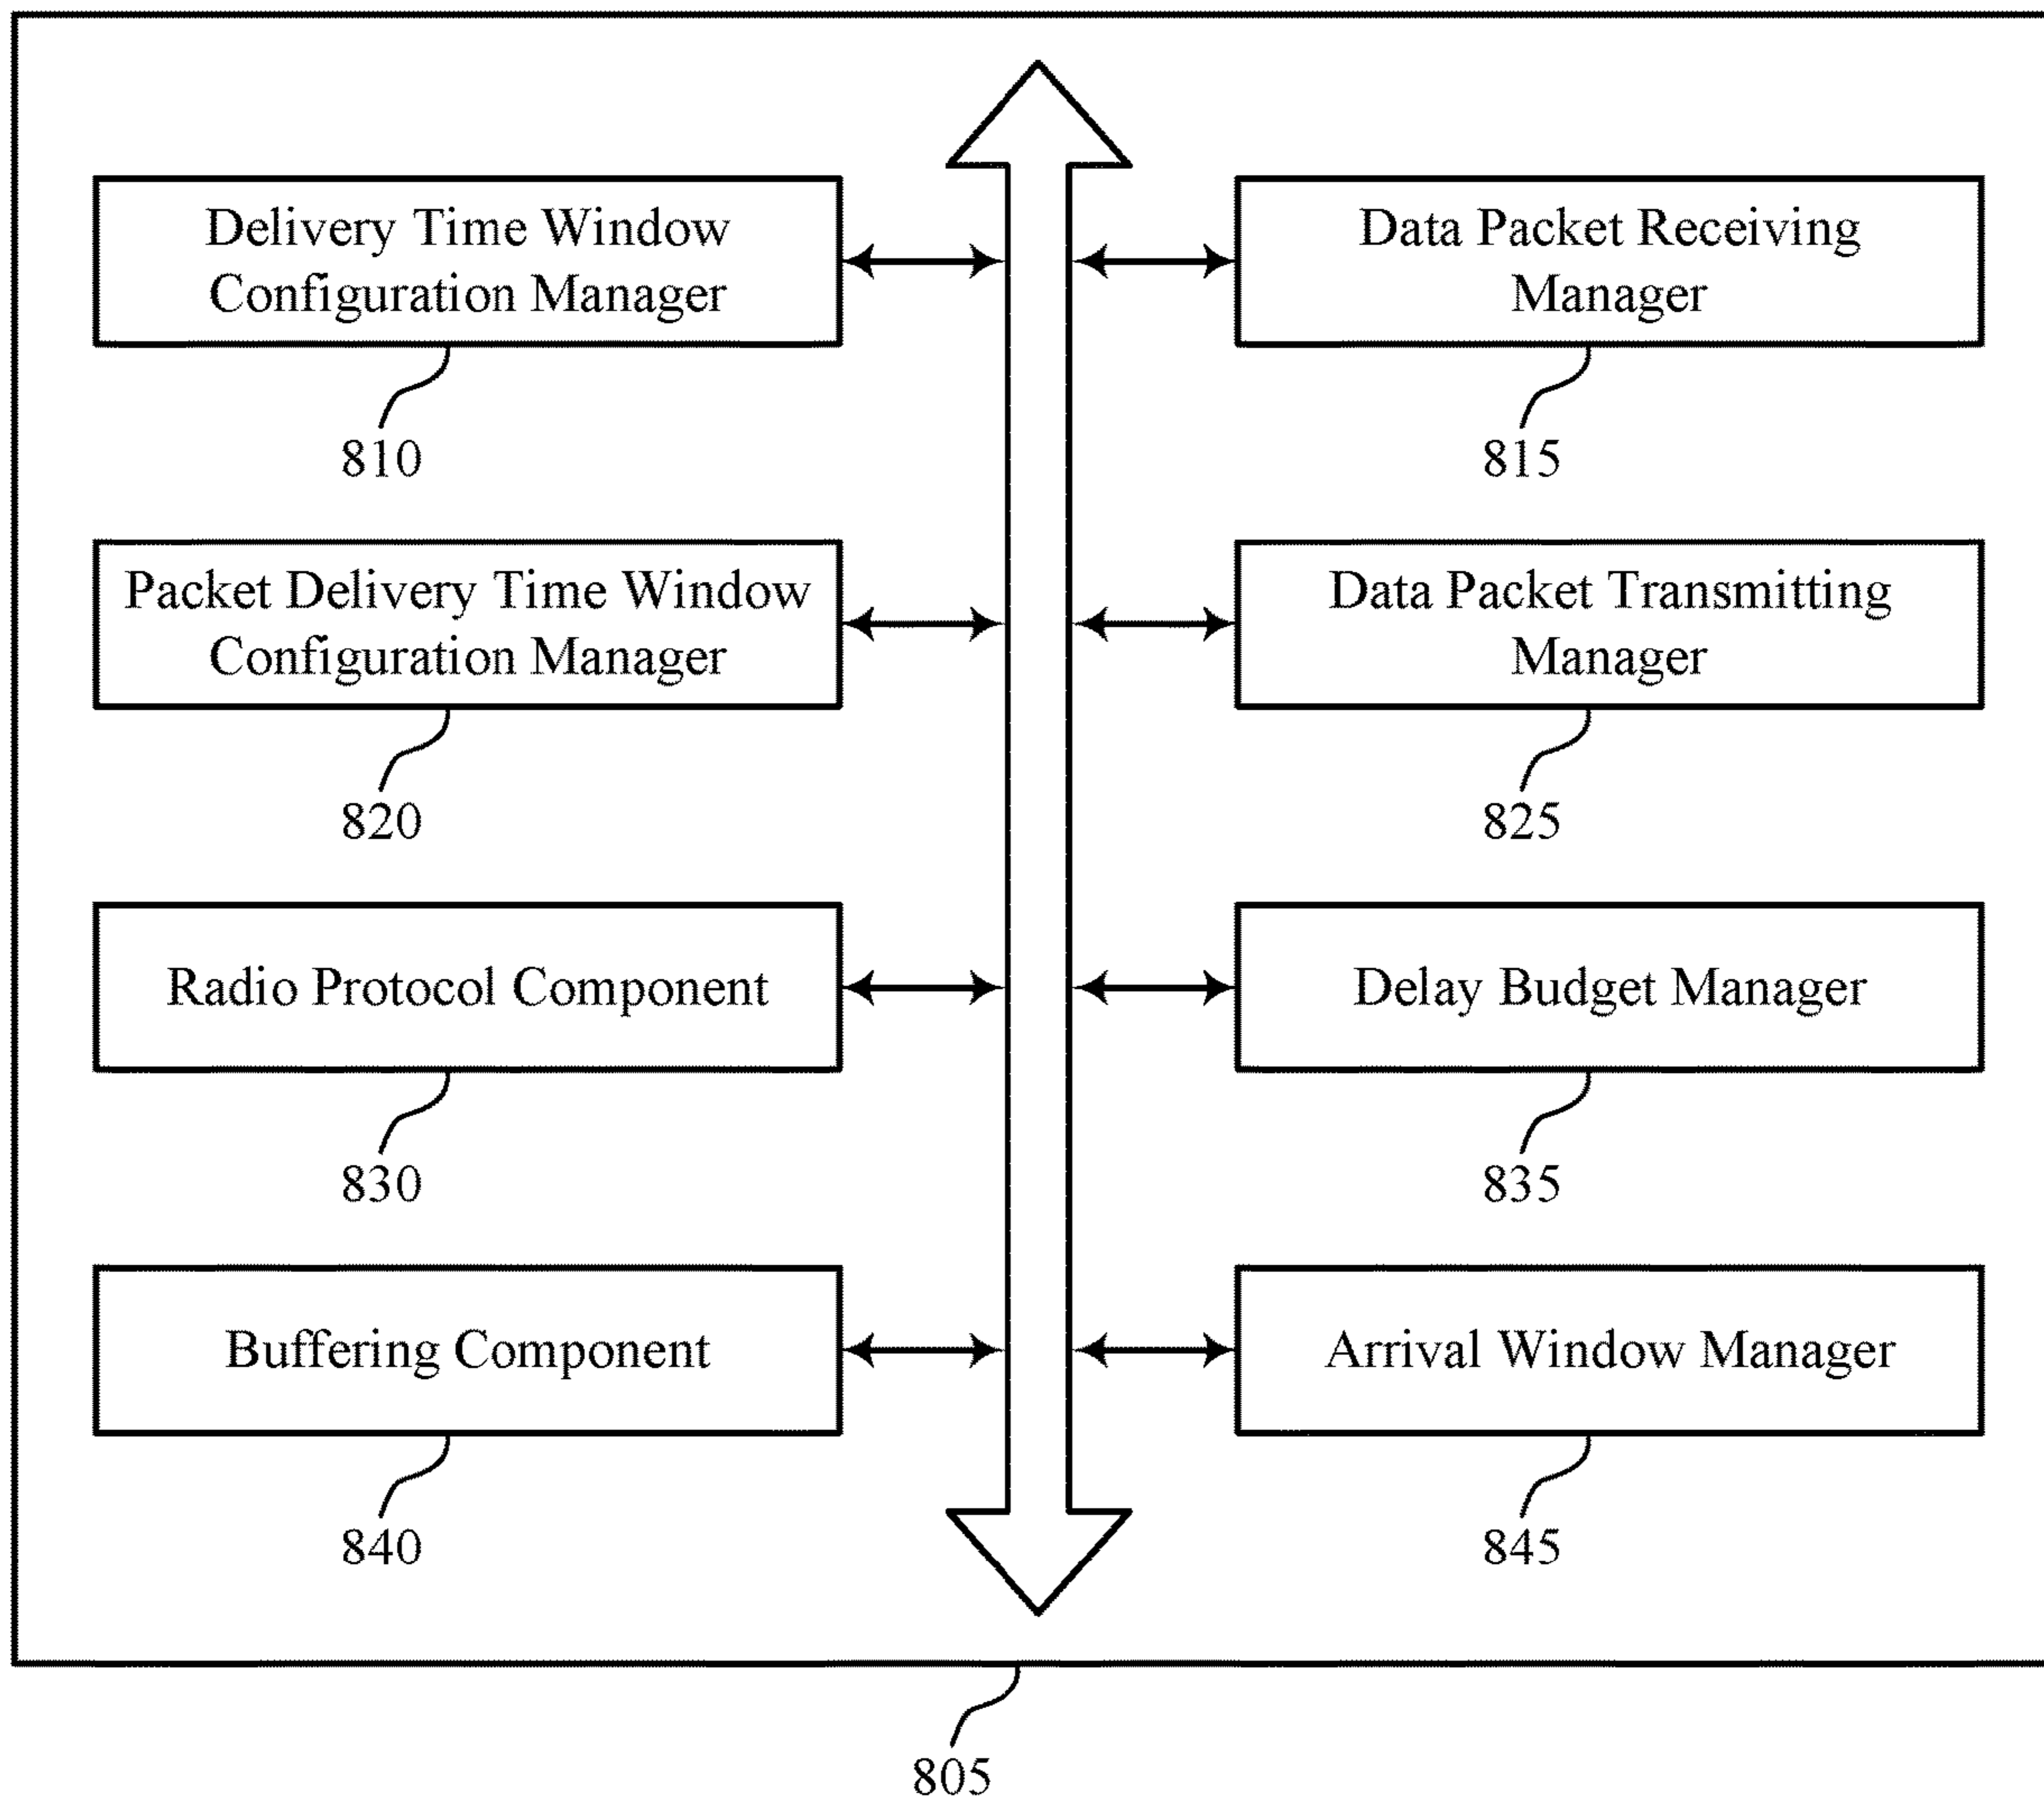 Delivery Time Window
Configuration Manager
810
Data Packet Receiving
Manager
815
Packet Delivery Time Window
Configuration Manager
820
Data Packet Transmitting
Manager
825
Radio Protocol Component
830
Delay Budget Manager
835
Buffering Component
840
Arrival Window Manager
845
805